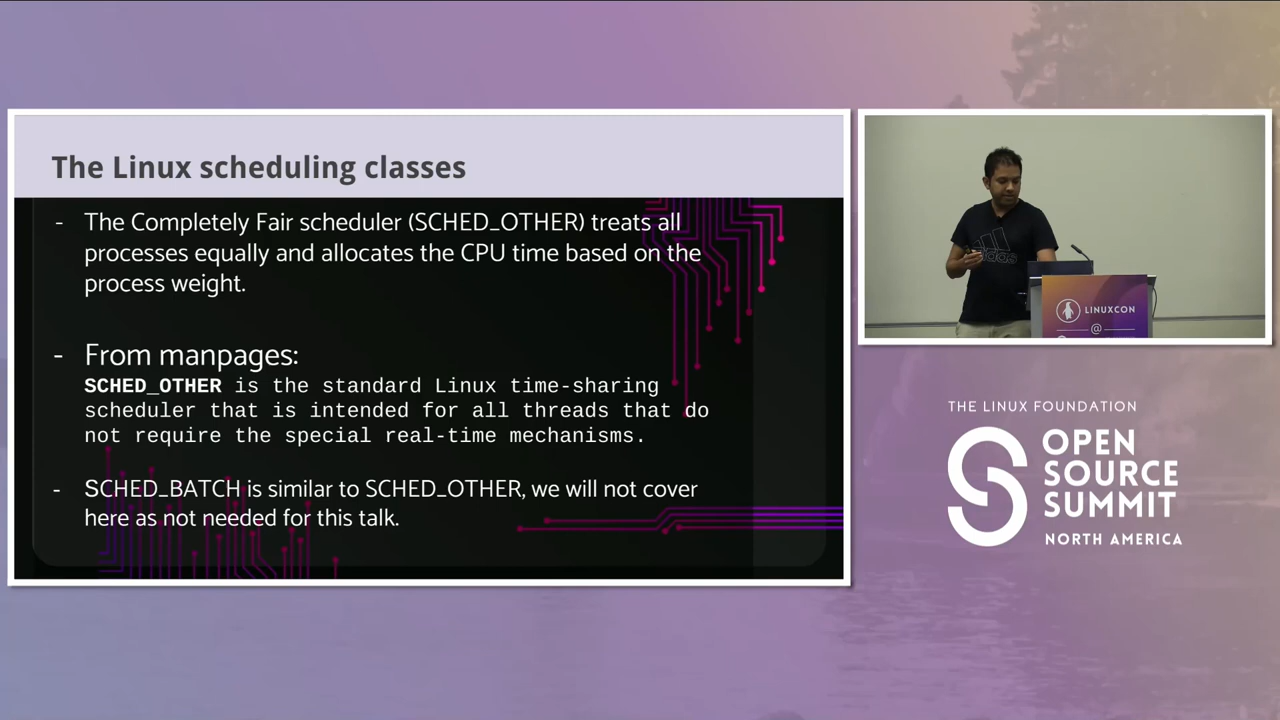 The Linux scheduling classes
- The Completely Fair scheduler (SCHED_OTHER) treats all
processes equally and allocates the CPU time based on the
process weight.
- From manpages:
SCHED_OTHER is the standard Linux time-sharing
scheduler that is intended for all threads that do
not require the special real-time mechanisms.
- SCHED_BATCH is similar to SCHED_OTHER, we will not cover
here as not needed for this talk.
adidas
LINUXCON
@
THE LINUX FOUNDATION
OPEN
SOURCE
SUMMIT
NORTH AMERICA